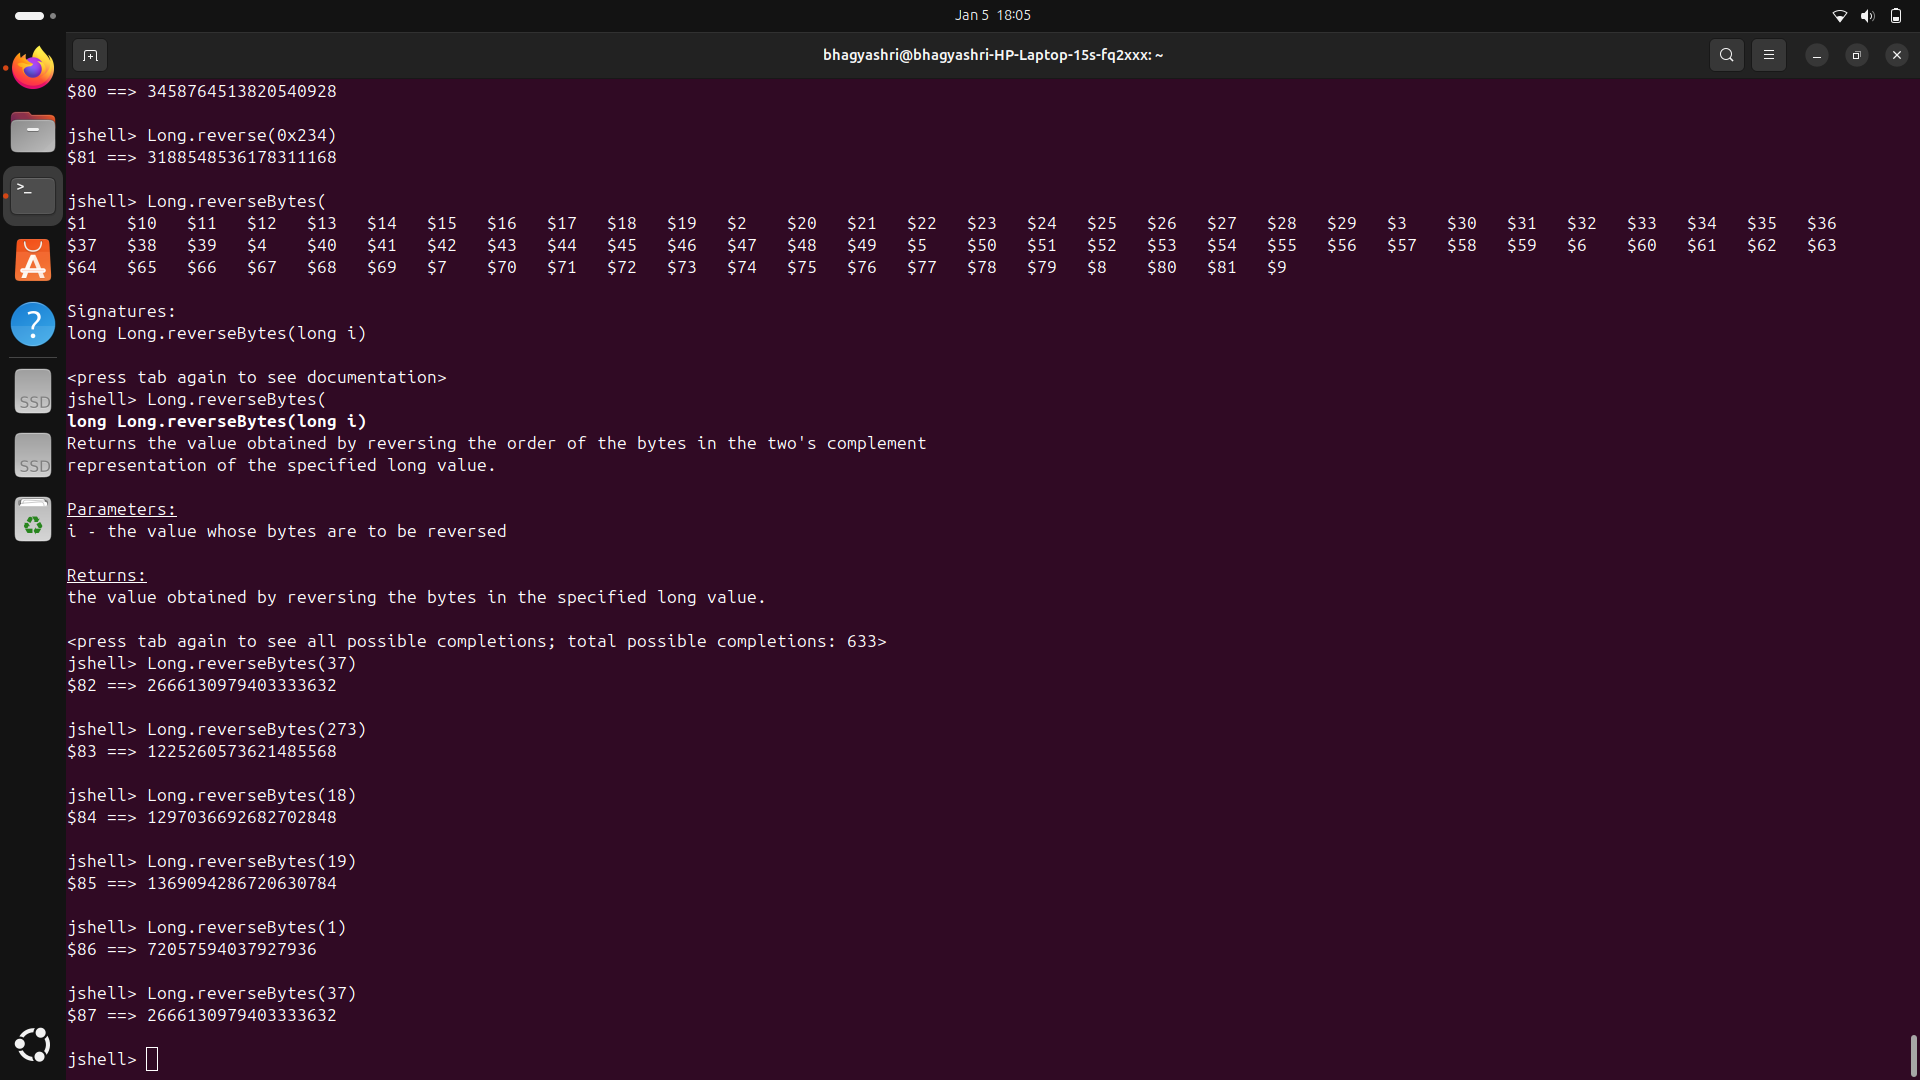 Jan 5 18:05
bhagyashri@bhagyashri-HP-Laptop-15s-fq2xxx: ~
$80 ==> 3458764513820540928
jshell> Long.reverse(0x234)
$81 ==> 3188548536178311168
jshell> Long.reverseBytes(
$1 $10 $11 $12 $13 $14 $15 $16 $17 $18 $19 $2 $20 $21 $22 $23 $24 $25 $26 $27 $28 $29 $3 $30 $31 $32 $33 $34 $35 $36
$37 $38 $39 $4 $40 $41 $42 $43 $44 $45 $46 $47 $48 $49 $5 $50 $51 $52 $53 $54 $55 $56 $57 $58 $59 $6 $60 $61 $62 $63
$64 $65 $66 $67 $68 $69 $7 $70 $71 $72 $73 $74 $75 $76 $77 $78 $79 $8 $80 $81 $9
Signatures:
long Long.reverseBytes(long i)
<press tab again to see documentation>
jshell> Long.reverseBytes(
long Long.reverseBytes(long i)
Returns the value obtained by reversing the order of the bytes in the two's complement
representation of the specified long value.
Parameters:
i - the value whose bytes are to be reversed
Returns:
the value obtained by reversing the bytes in the specified long value.
<press tab again to see all possible completions; total possible completions: 633>
jshell> Long.reverseBytes(37)
$82 ==> 2666130979403333632
jshell> Long.reverseBytes(273)
$83 ==> 1225260573621485568
jshell> Long.reverseBytes(18)
$84 ==> 1297036692682702848
jshell> Long.reverseBytes(19)
$85 ==> 1369094286720630784
jshell> Long.reverseBytes(1)
$86 ==> 72057594037927936
jshell> Long.reverseBytes(37)
$87 ==> 2666130979403333632
jshell>
>_
?
SSD
SSD